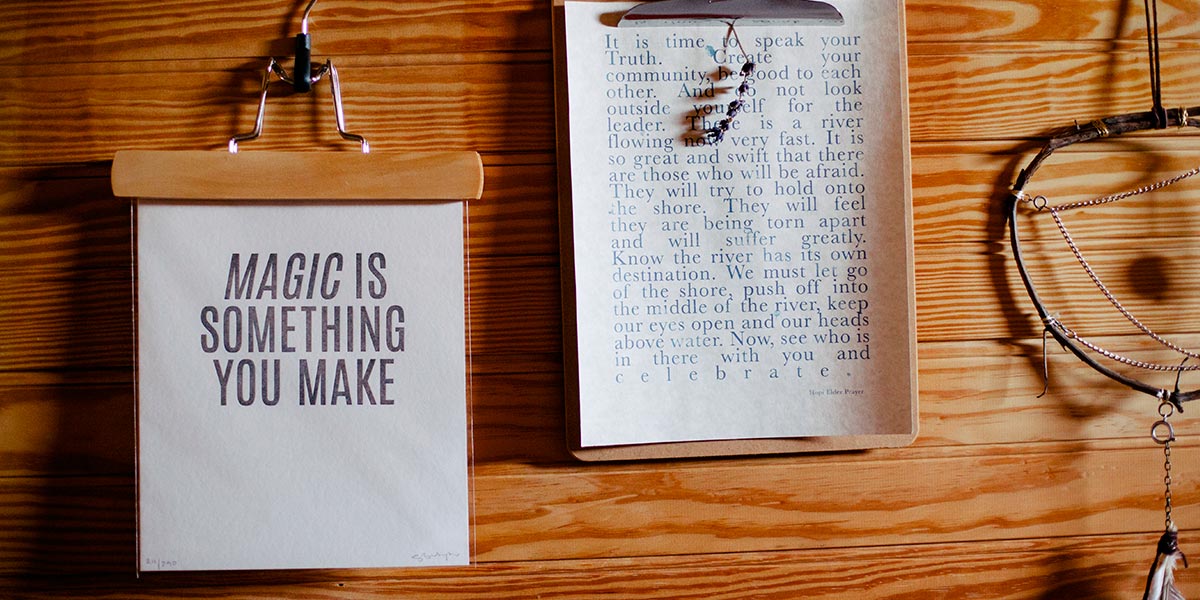 MAGIC IS
SOMETHING
YOU MAKE
It is time to speak your
Truth. Create your
community, be good to each
other. And do not look
outside yourself for the
leader. There is a river
flowing now very fast. It is
so great and swift that there
are those who will be afraid.
They will try to hold onto
the shore. They will feel
they are being torn apart
and will suffer greatly.
Know the river has its own
destination. We must let go
of the shore, push off into
the middle of the river, keep
our eyes open and our heads
above water. Now, see who is
in there with you and
celebrate.
Hopi Elder Prayer